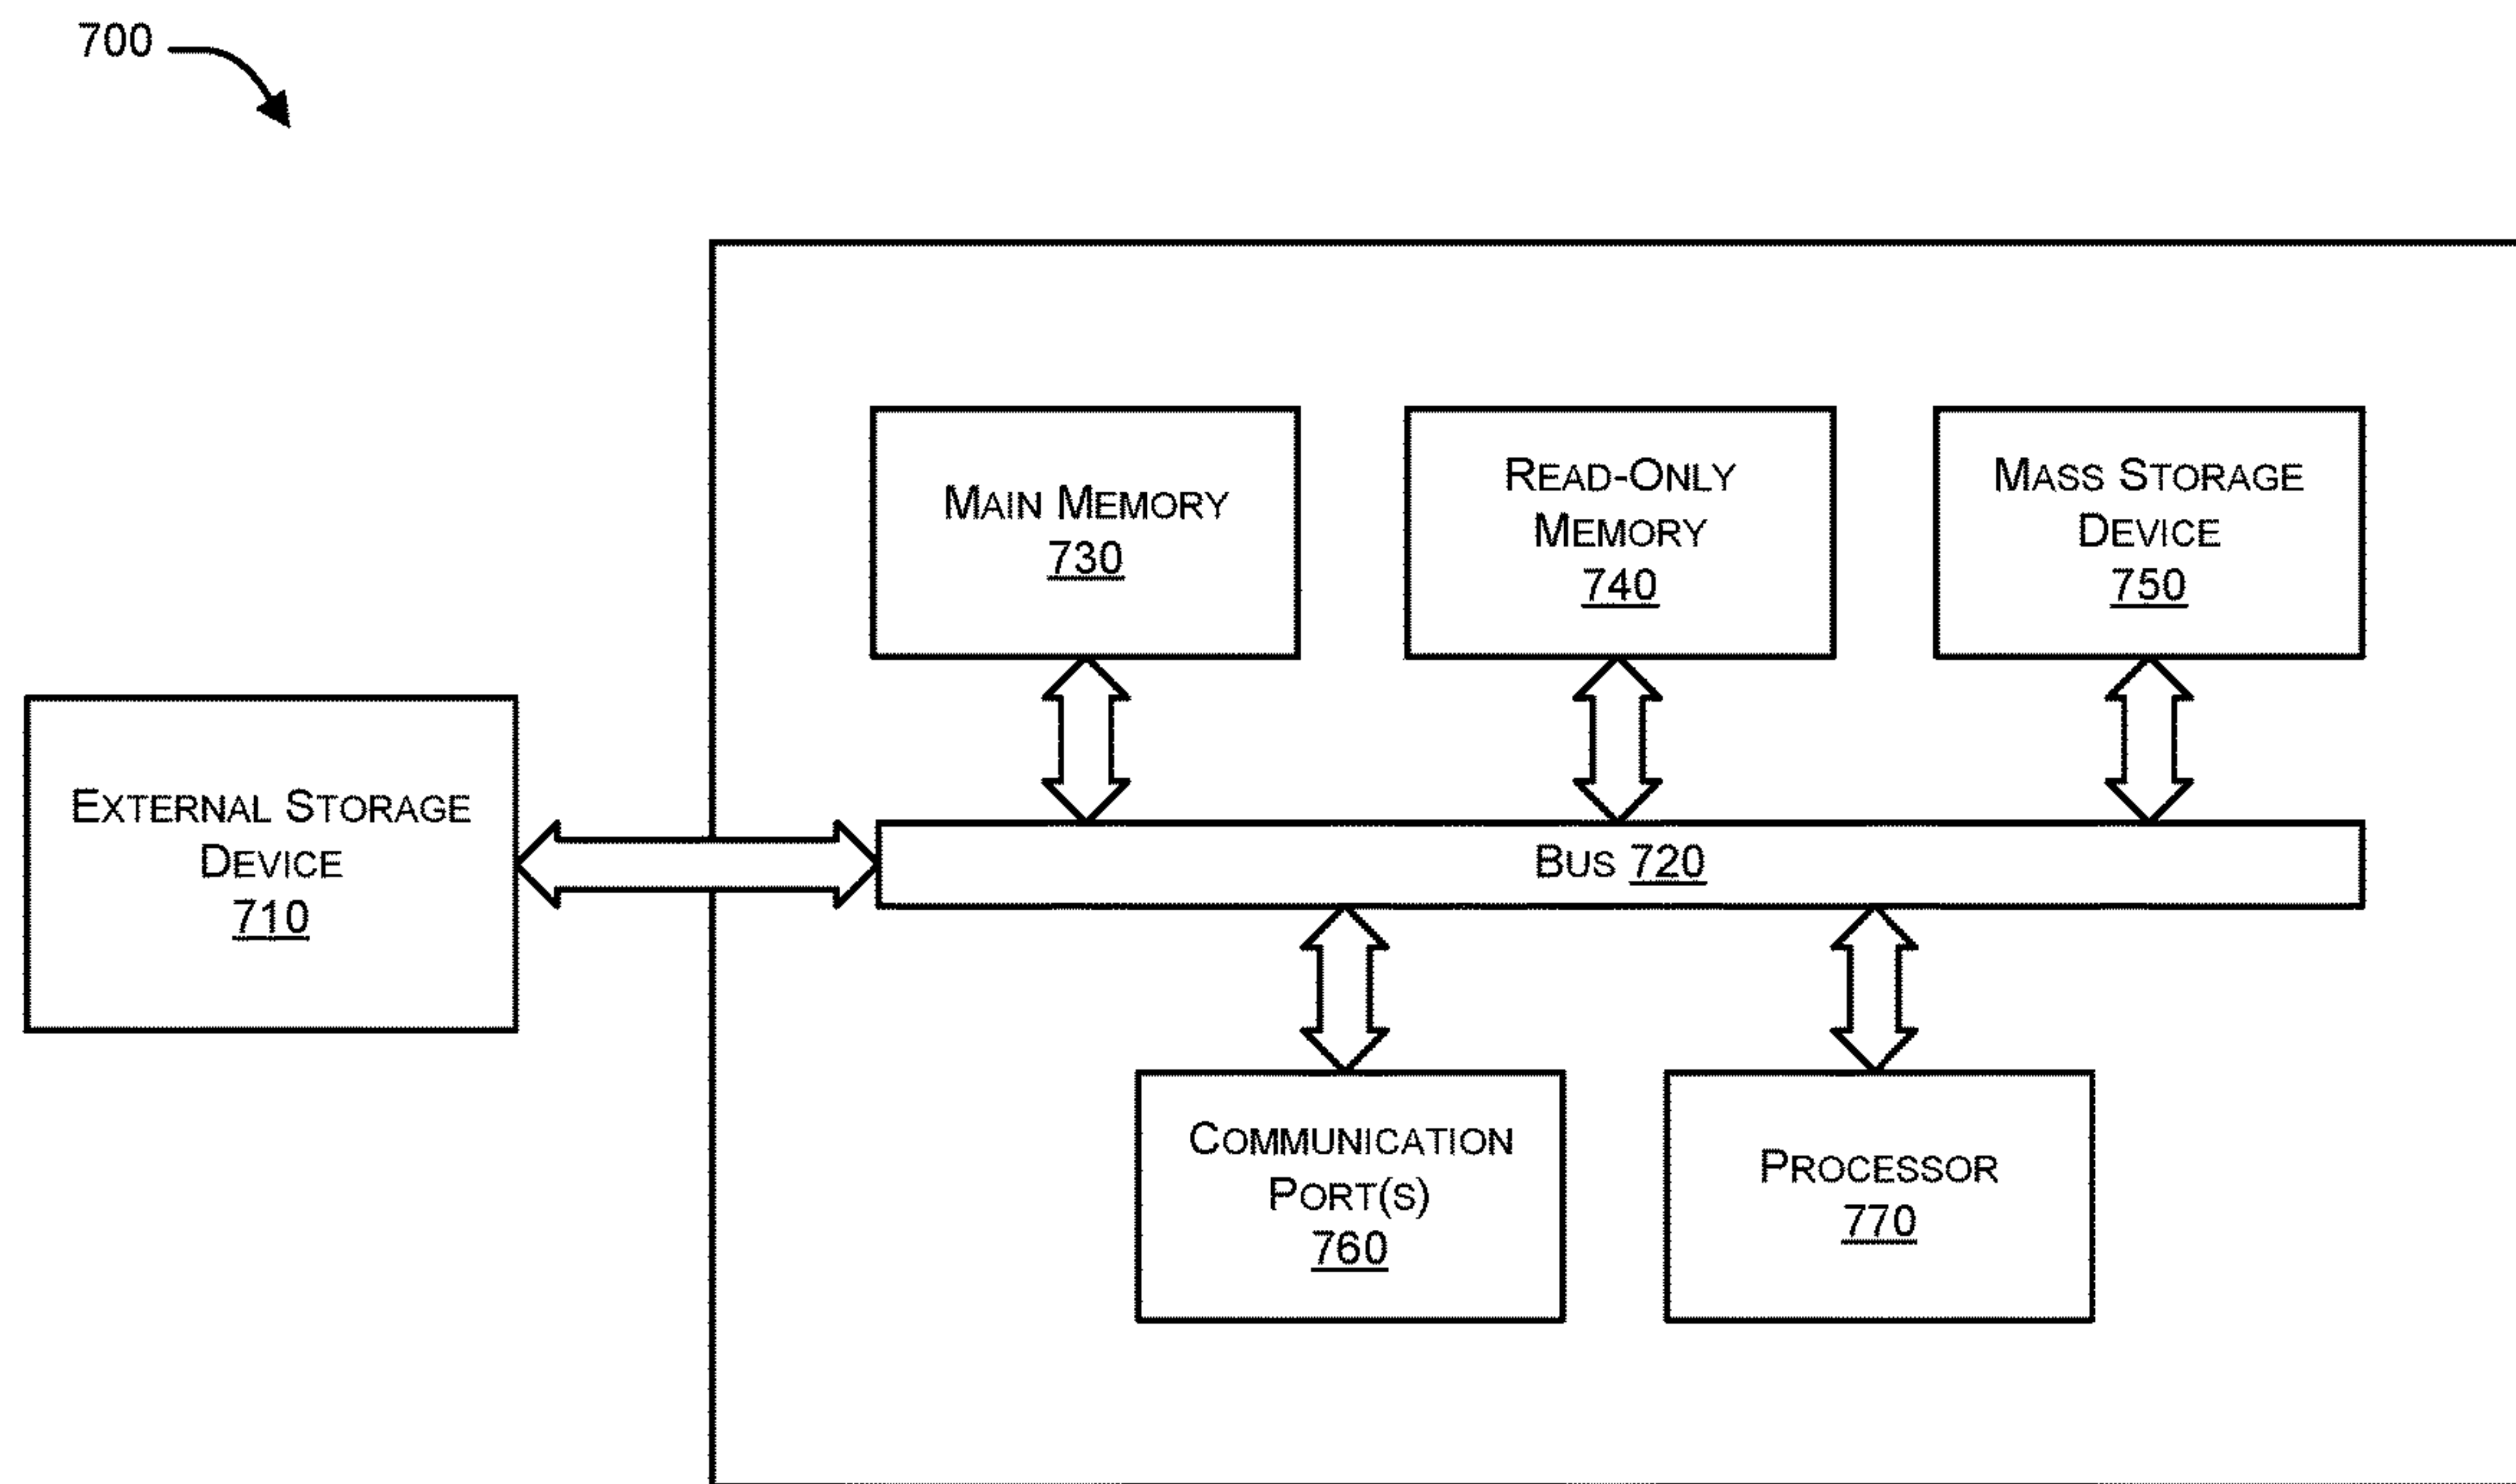 700
MAIN MEMORY
730
READ-ONLY
MEMORY
740
MASS STORAGE
DEVICE
750
EXTERNAL STORAGE
DEVICE
710
BUS 720
COMMUNICATION
PORT(S)
760
PROCESSOR
770